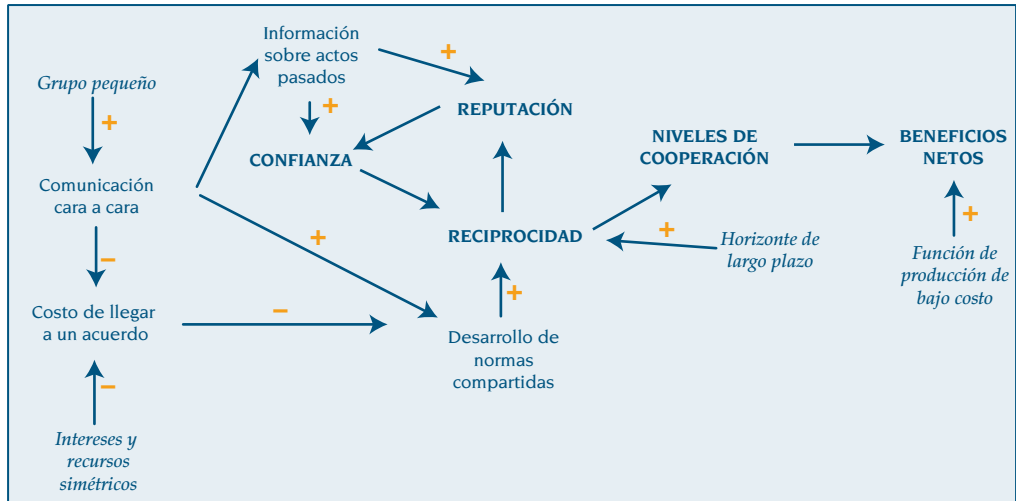 Información
sobre actos
pasados
+
Grupo pequeño
+
+
REPUTACIÓN
CONFIANZA
NIVELES DE
COOPERACIÓN
BENEFICIOS
NETOS
Comunicación
cara a cara
+
RECIPROCIDAD
+
Horizonte de
largo plazo
+
Función de
producción de
bajo costo
–
+
Costo de llegar
a un acuerdo
–
Desarrollo de
normas
compartidas
–
Intereses y
recursos
simétricos